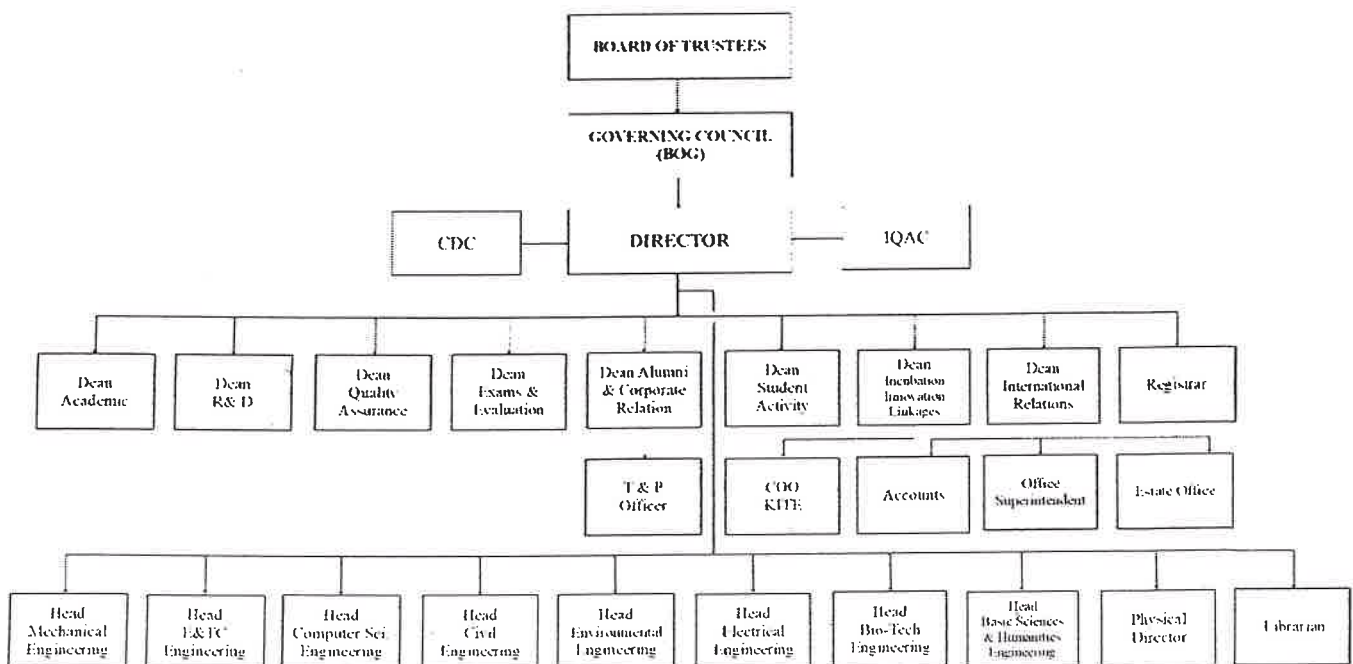 BOARD OF TRUSTEES
GOVERNING COUNCIL
(BOG)
CDC
DIRECTOR
IQAC
Dean
Academic
Dean
R& D
Dean
Quality
Assurance
Dean
Exams &
Evaluation
Dean Alumni
& Corporate
Relation
Dean
Student
Activity
Dean
Incubation
Innovation
Linkages
Dean
International
Relations
Registrar
T & P
Officer
COO
KITE
Accounts
Office
Superintendent
Estate Office
Head
Mechanical
Engineering
Head
E&TC
Engineering
Head
Computer Sci.
Engineering
Head
Civil
Engineering
Head
Environmental
Engineering
Head
Electrical
Engineering
Head
Bio-Tech
Engineering
Head
Basic Sciences
& Humanities
Engineering
Physical
Director
Librarian